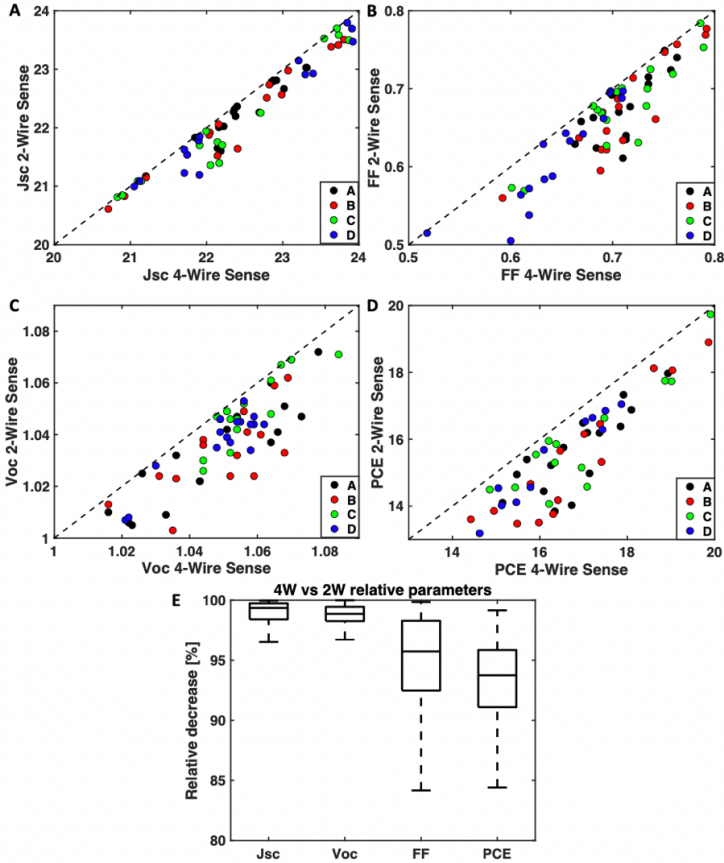 A
24
23
22
21
20
Jsc 2-Wire Sense
20 21 22 23 24
Jsc 4-Wire Sense
A
B
C
D
B
0.8
0.7
0.6
0.5
FF 2-Wire Sense
0.5 0.6 0.7 0.8
FF 4-Wire Sense
A
B
C
D
C
1.08
1.06
1.04
1.02
1
Voc 2-Wire Sense
1 1.02 1.04 1.06 1.08
Voc 4-Wire Sense
A
B
C
D
D
20
18
16
14
PCE 2-Wire Sense
14 16 18 20
PCE 4-Wire Sense
A
B
C
D
E
4W vs 2W relative parameters
100
95
90
85
80
Relative decrease [%]
Jsc Voc FF PCE